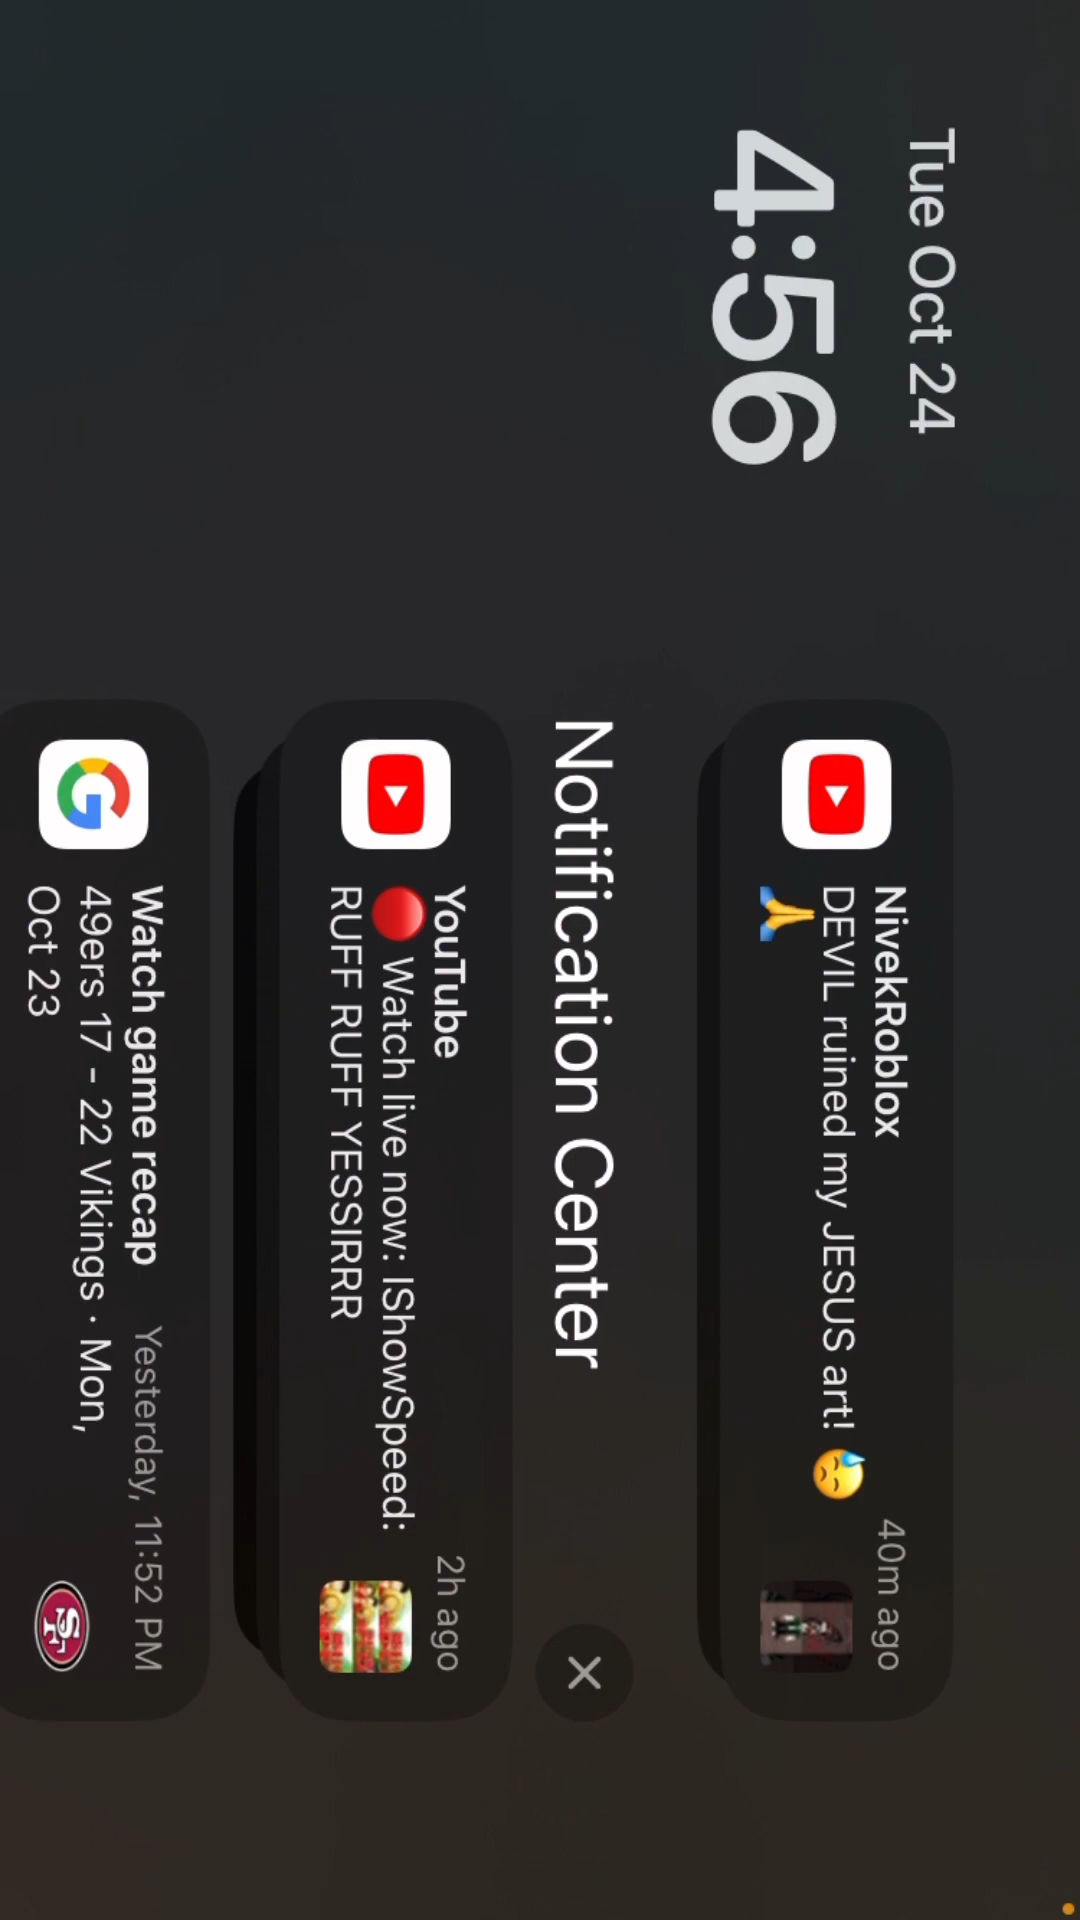 Tue Oct 24
4:56
NivekRoblox 40m ago
DEVIL ruined my JESUS art! 😓
🙏
Notification Center
YouTube 2h ago
🔴 Watch live now: IShowSpeed:
RUFF RUFF YESSIRRR
Watch game recap Yesterday, 11:52 PM
49ers 17 - 22 Vikings · Mon,
Oct 23
SF